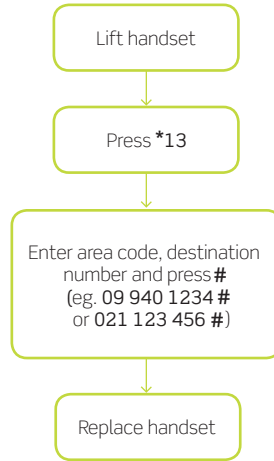 Lift handset
Press *13
Enter area code, destination
number and press #
(eg. 09 940 1234 #
or 021 123 456 #)
Replace handset